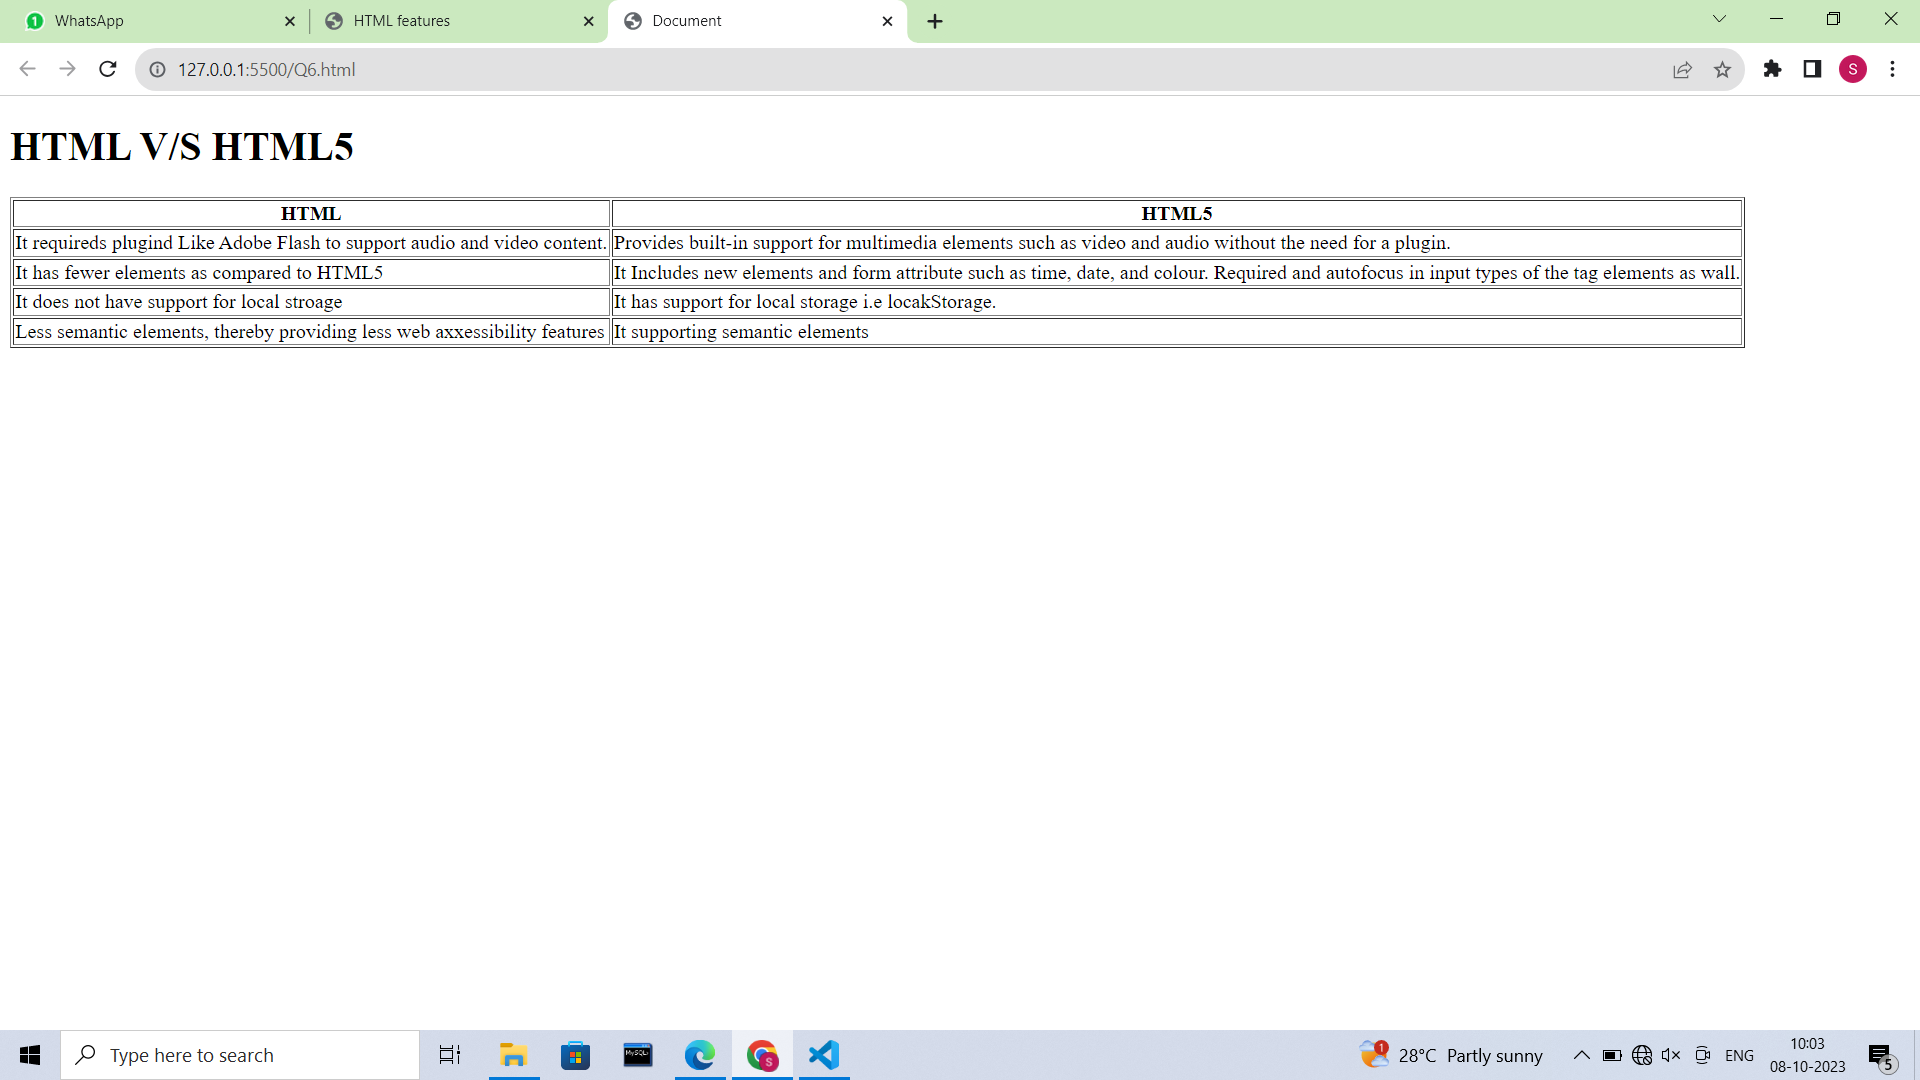 WhatsApp
HTML features
Document
127.0.0.1:5500/Q6.html
S
HTML V/S HTML5
HTML HTML5
It requireds plugind Like Adobe Flash to support audio and video content. Provides built-in support for multimedia elements such as video and audio without the need for a plugin.
It has fewer elements as compared to HTML5 It Includes new elements and form attribute such as time, date, and colour. Required and autofocus in input types of the tag elements as wall.
It does not have support for local stroage It has support for local storage i.e locakStorage.
Less semantic elements, thereby providing less web axxessibility features It supporting semantic elements
Type here to search
MySQL
S
1
28°C Partly sunny
ENG
10:03
08-10-2023
5